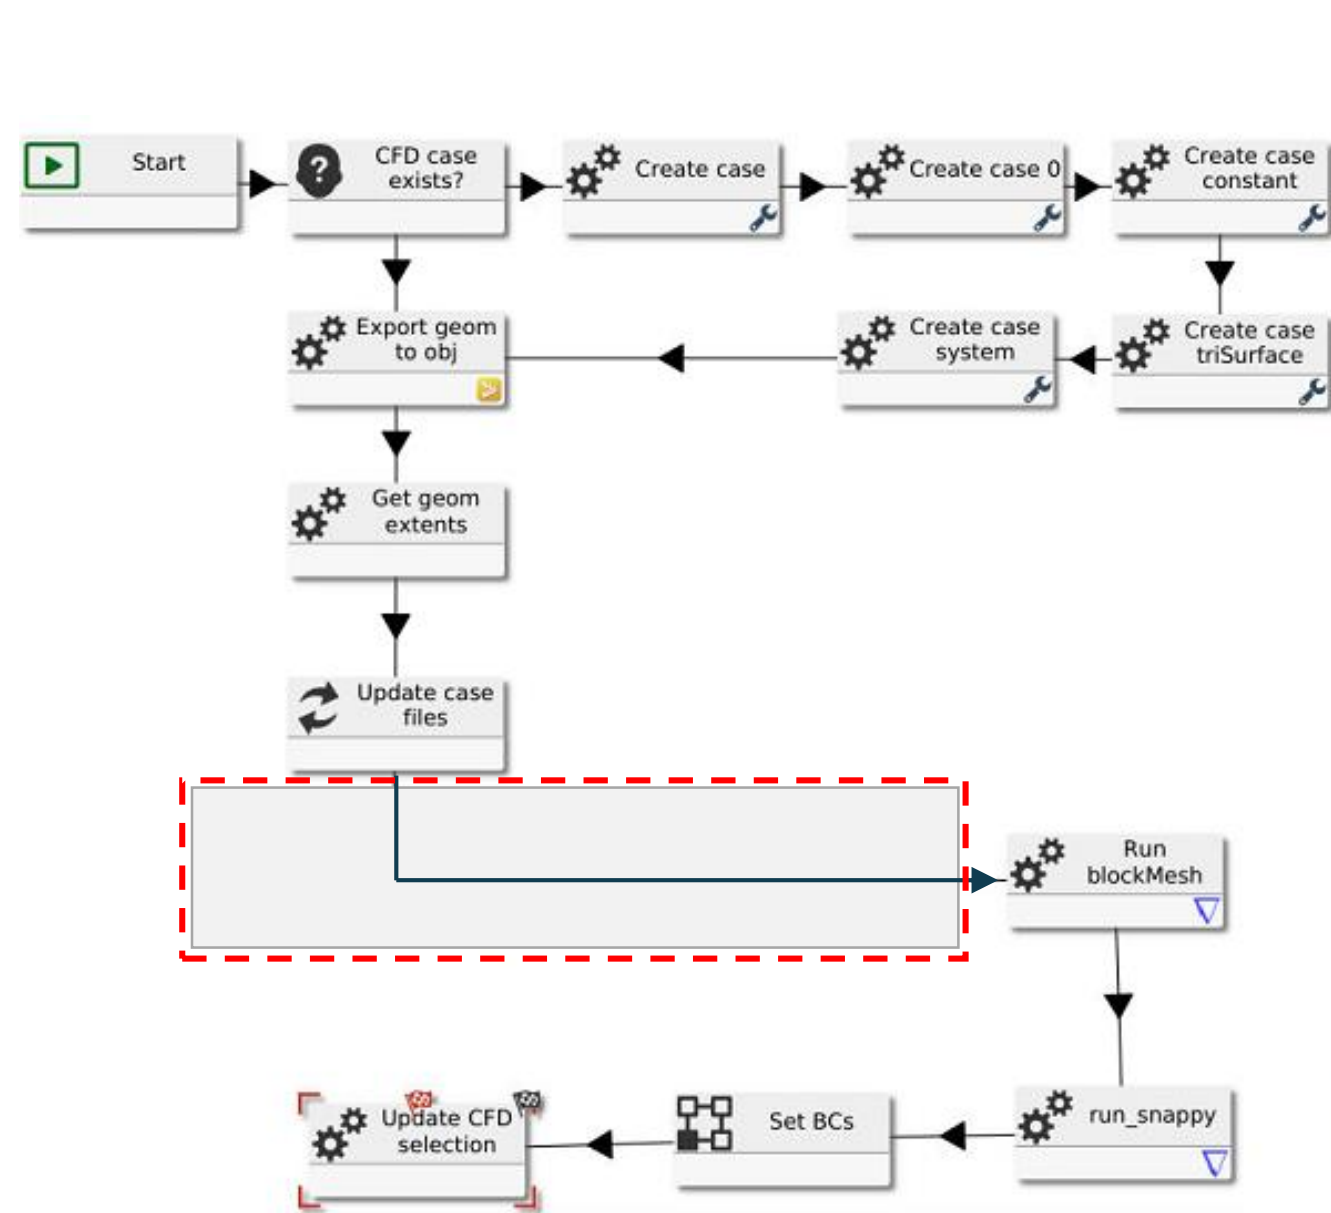 Start
CFD case
exists?
Create case
Create case 0
Create case
constant
Export geom
to obj
Create case
system
Create case
triSurface
Get geom
extents
Update case
files
Run
blockMesh
Update CFD
selection
Set BCs
run_snappy